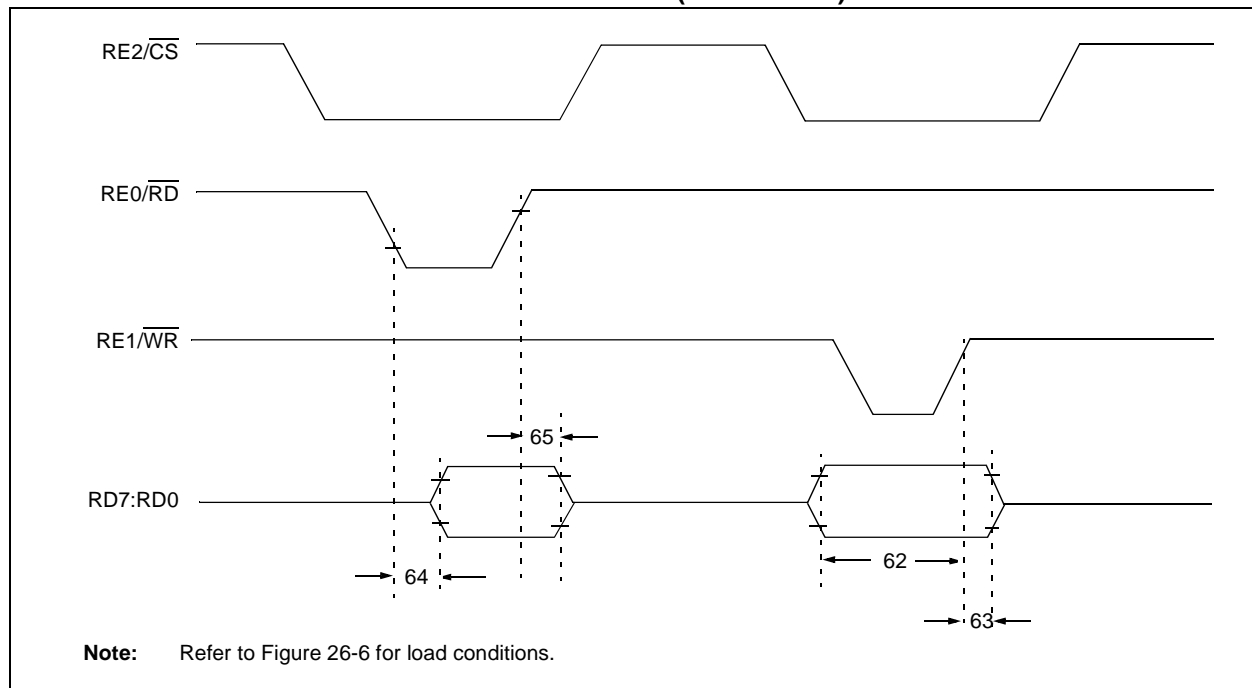 RE2/CS
RE0/RD
RE1/WR
65
RD7:RD0
62
64
63
Note: Refer to Figure 26-6 for load conditions.